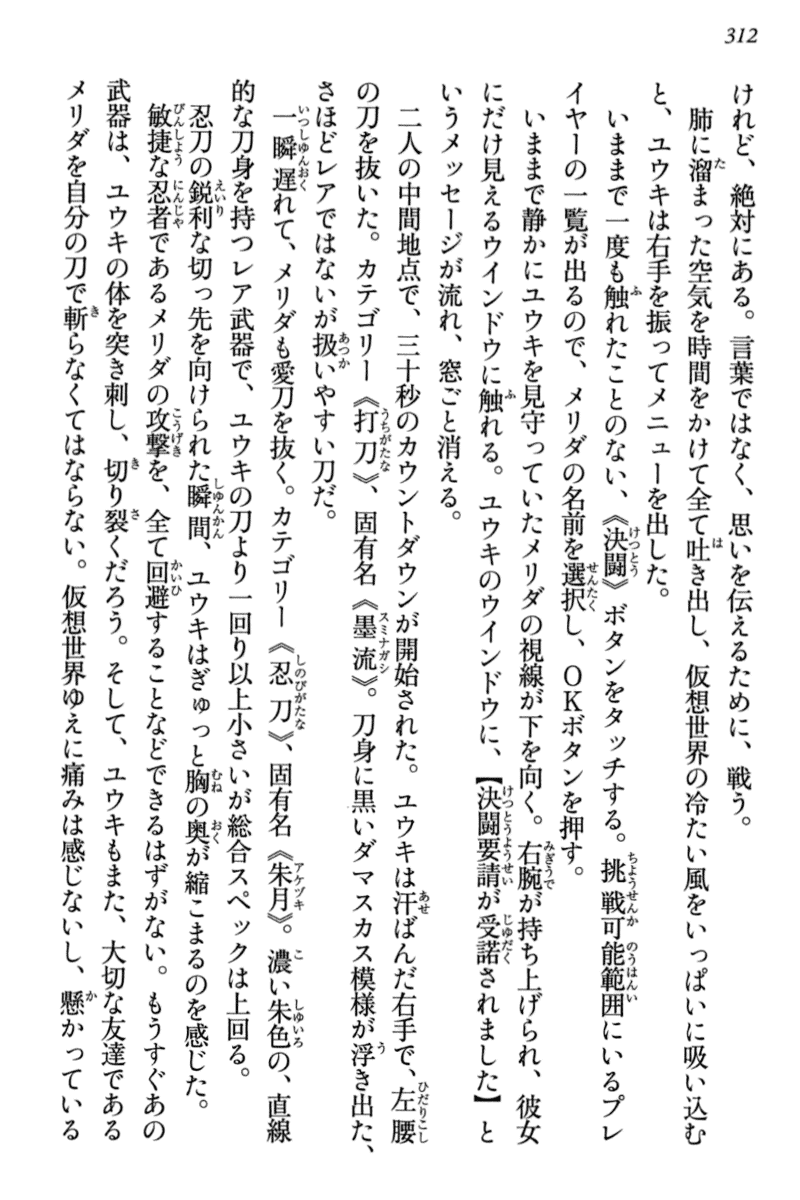 312
けれど、絶対にある。言葉ではなく、思いを伝えるために、戦う。
肺に溜まった空気を時間をかけて全て吐き出し、仮想世界の冷たい風をいっぱいに吸い込む
と、ユウキは右手を振ってメニューを出した。
いままで一度も触れたことのない、《決闘》ボタンをタッチする。挑戦可能範囲にいるプレ
イヤーの一覧が出るので、メリダの名前を選択し、OKボタンを押す。
いままで静かにユウキを見守っていたメリダの視線が下を向く。右腕が持ち上げられ、彼女
にだけ見えるウインドウに触れる。ユウキのウインドウに、【決闘要請が受諾されました】と
いうメッセージが流れ、窓ごと消える。
二人の中間地点で、三十秒のカウントダウンが開始された。ユウキは汗ばんだ右手で、左腰
の刀を抜いた。カテゴリー《打刀》、固有名《墨流》。刀身に黒いダマスカス模様が浮き出た、
さほどレアではないが扱いやすい刀だ。
一瞬遅れて、メリダも愛刀を抜く。カテゴリー《忍刀》、固有名《朱月》。濃い朱色の、直線
的な刀身を持つレア武器で、ユウキの刀より一回り以上小さいが総合スペックは上回る。
忍刀の鋭利な切っ先を向けられた瞬間、ユウキはぎゅっと胸の奥が縮こまるのを感じた。
敏捷な忍者であるメリダの攻撃を、全て回避することなどできるはずがない。もうすぐあの
武器は、ユウキの体を突き刺し、切り裂くだろう。そして、ユウキもまた、大切な友達である
メリダを自分の刀で斬らなくてはならない。仮想世界ゆえに痛みは感じないし、懸かっている